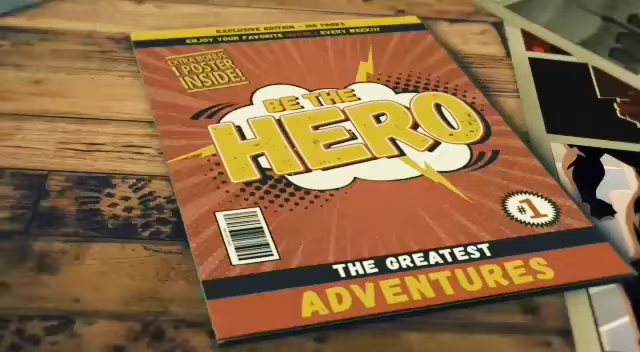 EXCLUSIVE EDITION - 100 PAGES
ENJOY YOUR FAVORITE EVERY WEEK!!!
EXTRA BONUS
1 POSTER
INSIDE!
BE THE
HERO
#1
THE GREATEST
ADVENTURES